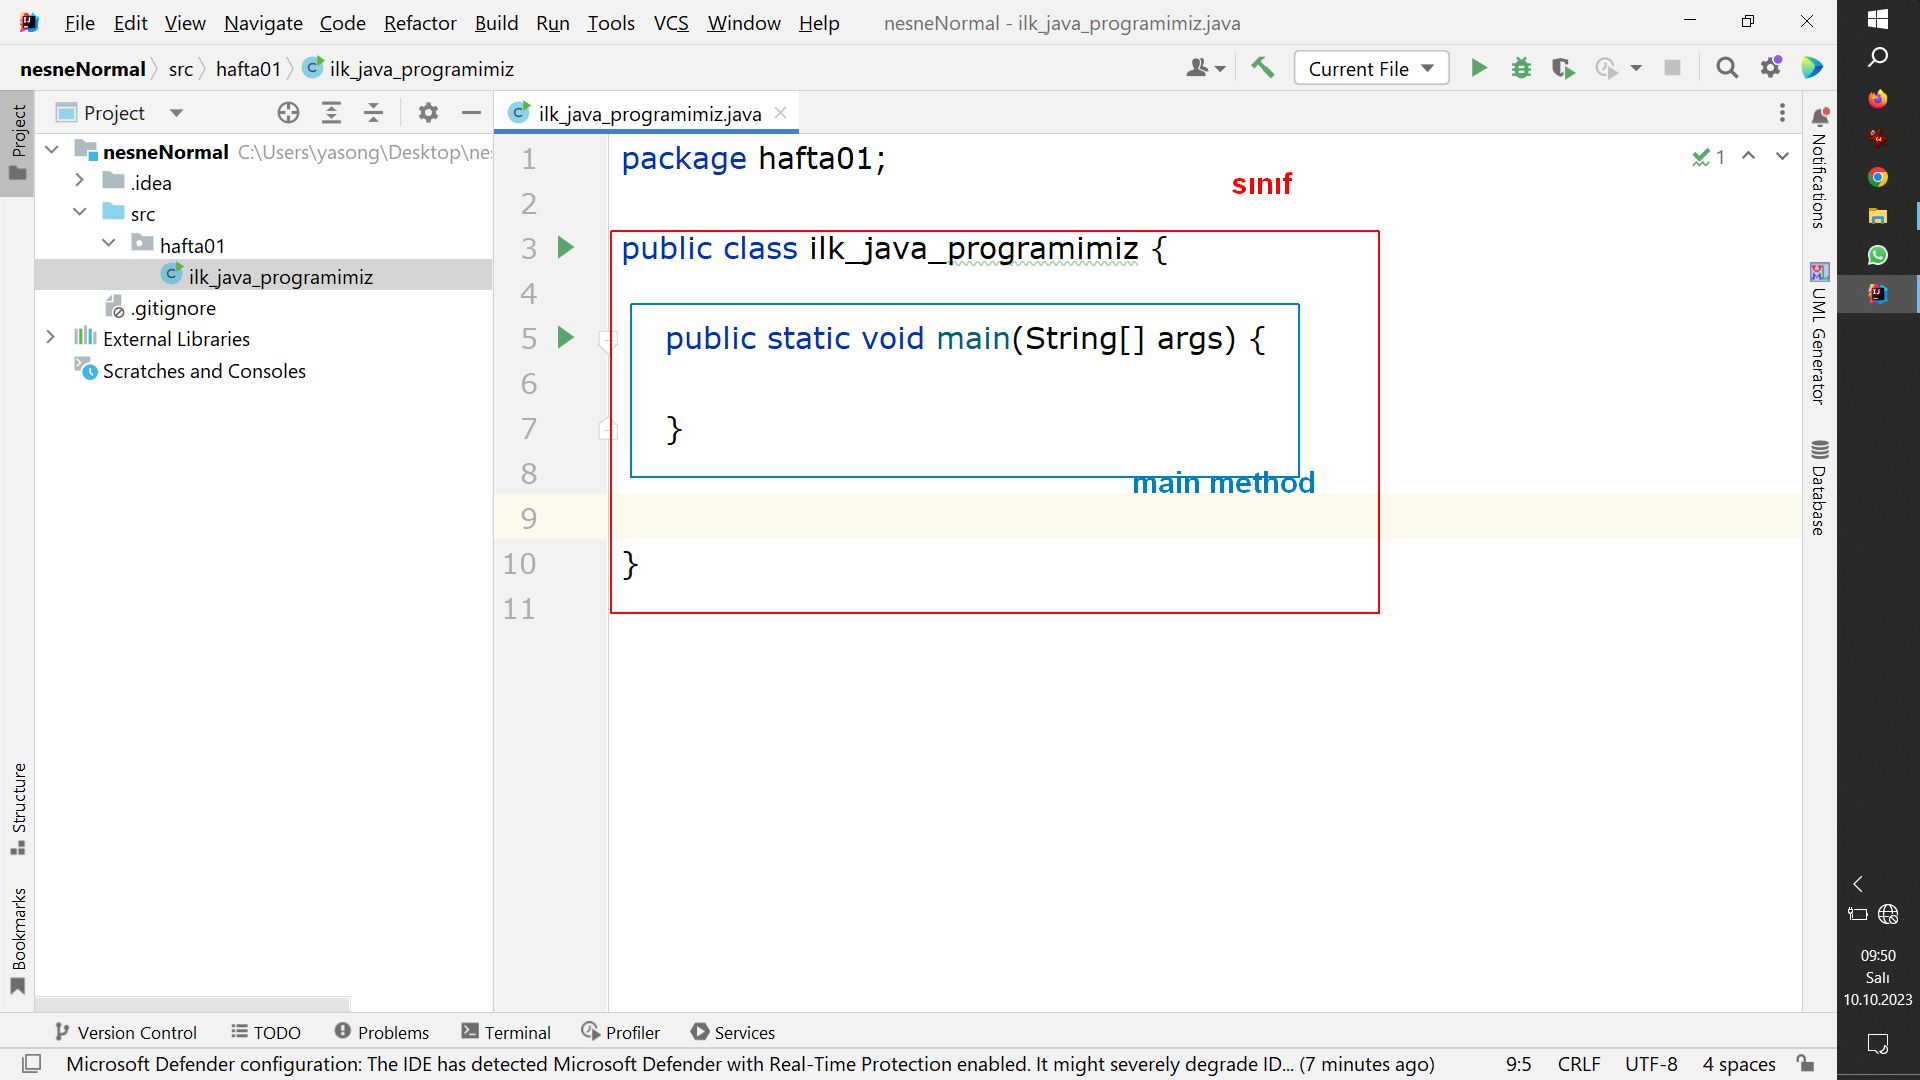 File Edit View Navigate Code Refactor Build Run Tools VCS Window Help nesneNormal - ilk_java_programimiz.java
nesneNormal src hafta01 ilk_java_programimiz Current File
Project
Project
ilk_java_programimiz.java
nesneNormal C:\Users\yasong\Desktop\ne
.idea
src
hafta01
ilk_java_programimiz
.gitignore
External Libraries
Scratches and Consoles
1 package hafta01;
2
3 public class ilk_java_programimiz {
4
5 public static void main(String[] args) {
6
7 }
8
9
10 }
11
sınıf
main method
1
Notifications
UML Generator
Database
Structure
Bookmarks
Version Control TODO Problems Terminal Profiler Services
Microsoft Defender configuration: The IDE has detected Microsoft Defender with Real-Time Protection enabled. It might severely degrade ID... (7 minutes ago) 9:5 CRLF UTF-8 4 spaces
09:50
Salı
10.10.2023